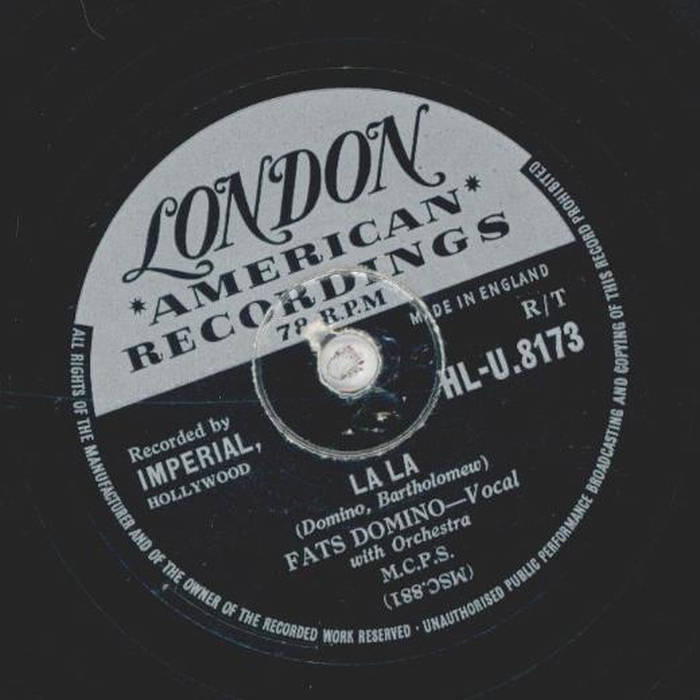 LONDON
*AMERICAN*
RECORDINGS
78 R.P.M
MADE IN ENGLAND
R/T
HL-U.8173
Recorded by
IMPERIAL,
HOLLYWOOD
LA LA
(Domino, Bartholomew)
FATS DOMINO—Vocal
with Orchestra
M.C.P.S.
(MSC.881)
ALL RIGHTS OF THE MANUFACTURER AND OF THE OWNER OF THE RECORDED WORK RESERVED · UNAUTHORISED PUBLIC PERFORMANCE BROADCASTING AND COPYING OF THIS RECORD PROHIBITED